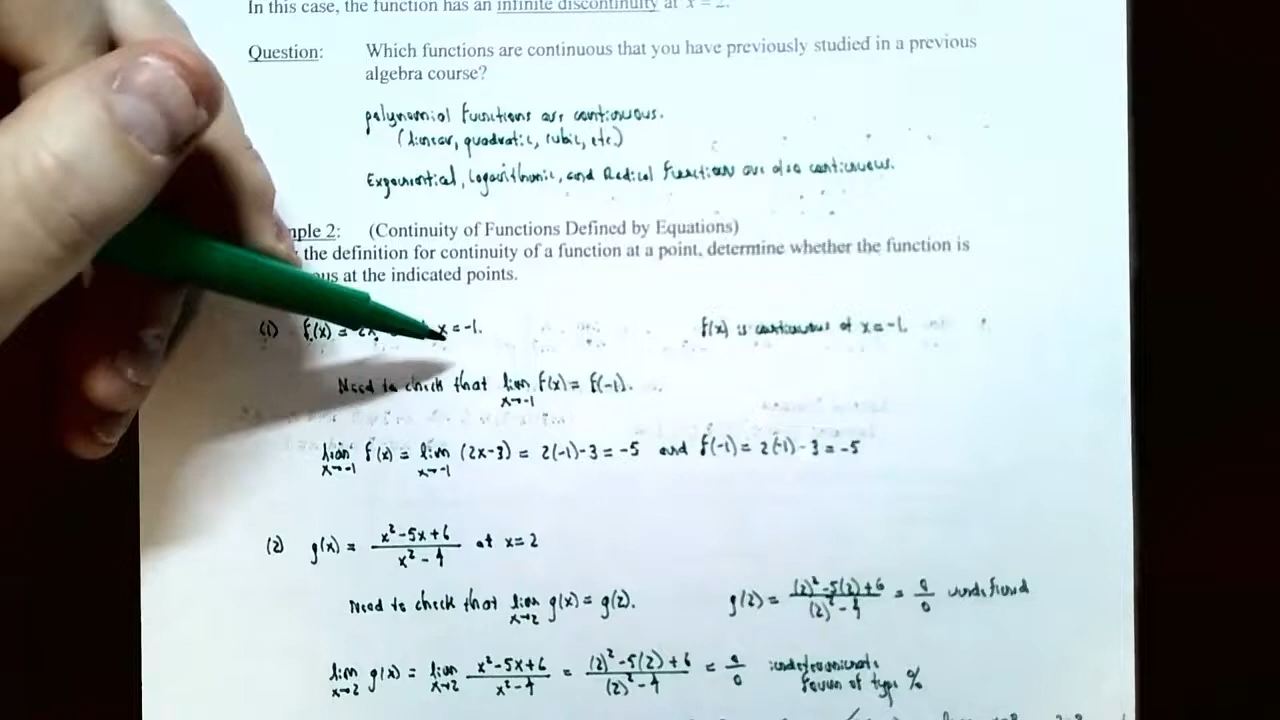 In this case, the function has an infinite discontinuity at x = 2.
Question: Which functions are continuous that you have previously studied in a previous
algebra course?
polynomial functions are continuous.
(linear, quadratic, cubic, etc.)
Exponential, Logarithmic, and Radical Functions are also continuous.
mple 2: (Continuity of Functions Defined by Equations)
the definition for continuity of a function at a point, determine whether the function is
ous at the indicated points.
(1) f(x) = 2x x = -1. f(x) is continuous at x = -1.
Need to check that lim x→-1 f(x) = f(-1).
lim x→-1 f(x) = lim x→-1 (2x-3) = 2(-1)-3 = -5 and f(-1) = 2(-1)-3 = -5
(2) g(x) = x²-5x+6 / x²-4 at x=2
Need to check that lim x→2 g(x) = g(2). g(2) = (2)²-5(2)+6 / (2)²-4 = 0/0 undefined
lim x→2 g(x) = lim x→2 x²-5x+6 / x²-4 = (2)²-5(2)+6 / (2)²-4 = 0/0 indeterminate
form of type 0/0